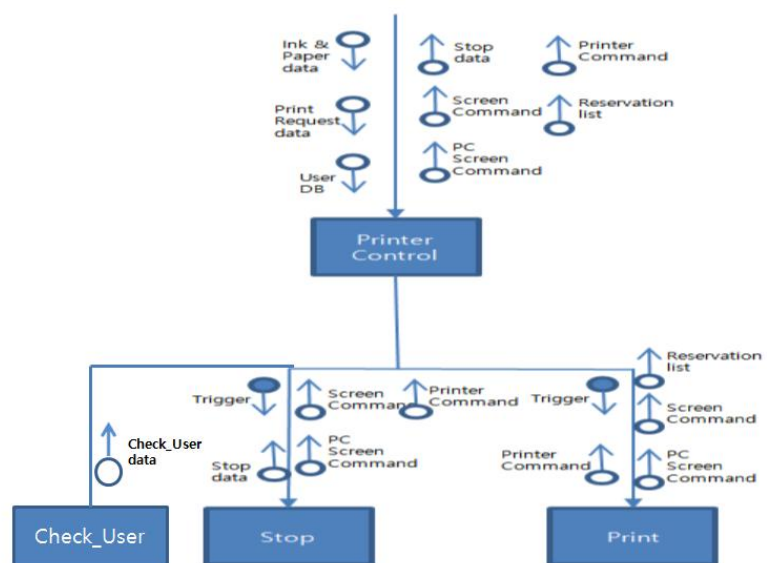 Ink &
Paper
data
Stop
data
Printer
Command
Print
Request
data
Screen
Command
Reservation
list
User
DB
PC
Screen
Command
Printer
Control
Reservation
list
Trigger
Screen
Command
Printer
Command
Trigger
Screen
Command
Check_User
data
Stop
data
PC
Screen
Command
Printer
Command
PC
Screen
Command
Check_User
Stop
Print